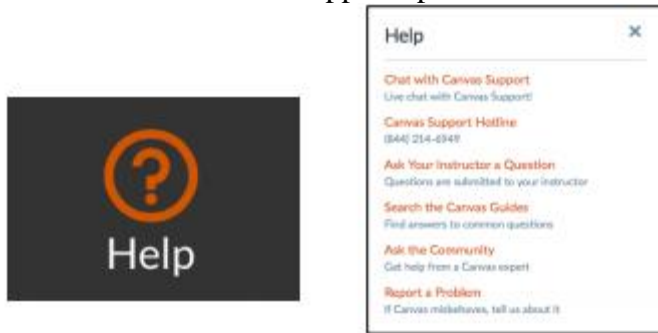 Help
Help ×
Chat with Canvas Support
Live chat with Canvas Support!
Canvas Support Hotline
(844) 214-6949
Ask Your Instructor a Question
Questions are submitted to your instructor
Search the Canvas Guides
Find answers to common questions
Ask the Community
Get help from a Canvas expert
Report a Problem
If Canvas misbehaves, tell us about it